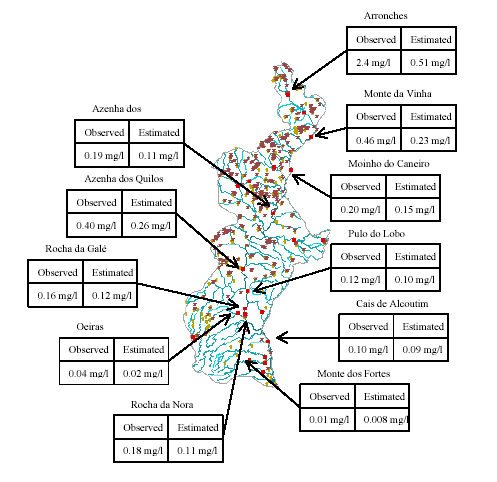 Arronches
Observed Estimated
2.4 mg/l 0.51 mg/l
Monte da Vinha
Observed Estimated
0.46 mg/l 0.23 mg/l
Azenha dos
Observed Estimated
0.19 mg/l 0.11 mg/l
Moinho do Caneiro
Observed Estimated
0.20 mg/l 0.15 mg/l
Azenha dos Quilos
Observed Estimated
0.40 mg/l 0.26 mg/l
Pulo do Lobo
Observed Estimated
0.12 mg/l 0.10 mg/l
Rocha da Galé
Observed Estimated
0.16 mg/l 0.12 mg/l
Cais de Alcoutim
Observed Estimated
0.10 mg/l 0.09 mg/l
Oeiras
Observed Estimated
0.04 mg/l 0.02 mg/l
Monte dos Fortes
Observed Estimated
0.01 mg/l 0.008 mg/l
Rocha da Nora
Observed Estimated
0.18 mg/l 0.11 mg/l